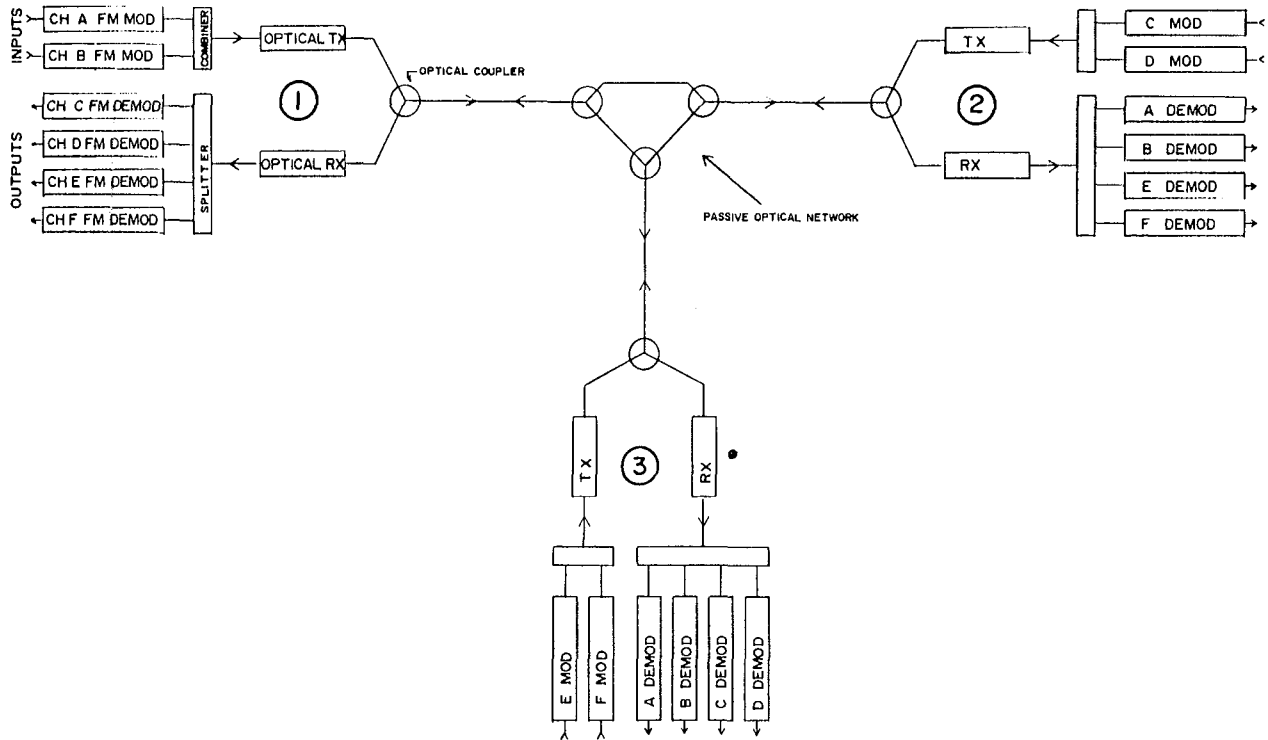 INPUTS
CH A FM MOD
CH B FM MOD
COMBINER
OPTICAL TX
OPTICAL COUPLER
1
OUTPUTS
CH C FM DEMOD
CH D FM DEMOD
CH E FM DEMOD
CH F FM DEMOD
SPLITTER
OPTICAL RX
PASSIVE OPTICAL NETWORK
TX
C MOD
D MOD
2
RX
A DEMOD
B DEMOD
E DEMOD
F DEMOD
TX
3
RX
E MOD
F MOD
A DEMOD
B DEMOD
C DEMOD
D DEMOD